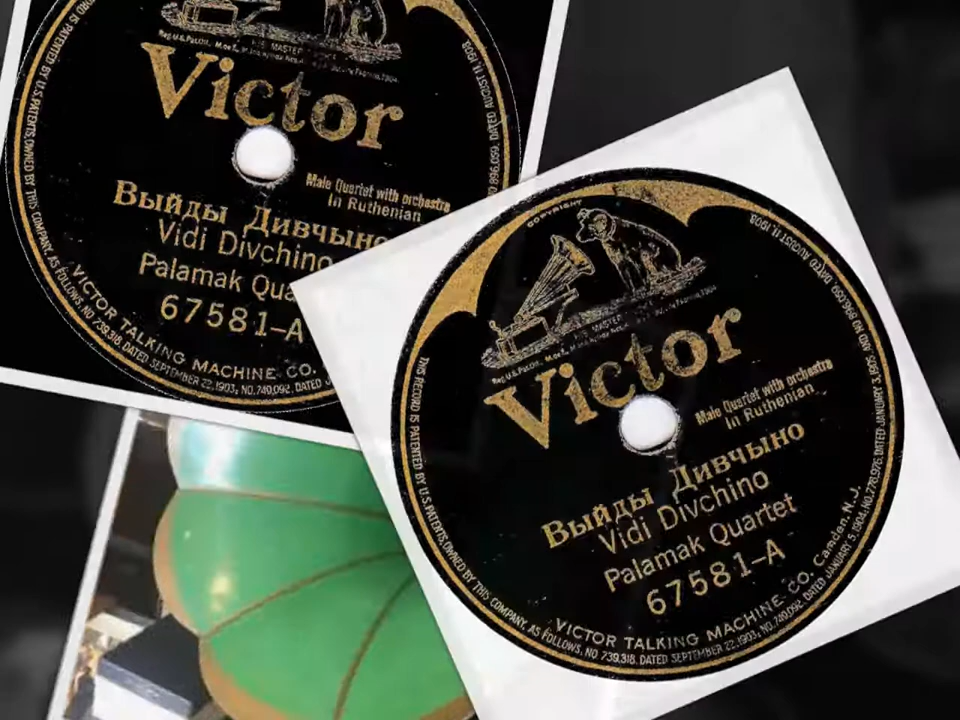 Victor
Male Quartet with orchestra
In Ruthenian
Выйды Дивчыно
Vidi Divchino
Palamak Qua
67581-A
VICTOR TALKING MACHINE CO.
COPYRIGHT
Victor
Male Quartet with orchestra
In Ruthenian
Выйды Дивчыно
Vidi Divchino
Palamak Quartet
67581-A
VICTOR TALKING MACHINE CO. Camden, N.J.
THIS RECORD IS PATENTED BY U.S. PATENTS, OWNED BY THIS COMPANY, AS FOLLOWS, NO 739,318, DATED SEPTEMBER 22, 1903, NO. 749,092, DATED JANUARY 5, 1904,